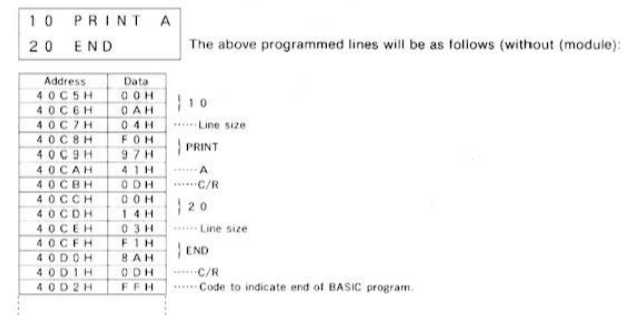 10 PRINT A
20 END
The above programmed lines will be as follows (without (module):
Address Data
40C5H 00H
40C6H 0AH 10
40C7H 04H ······Line size
40C8H F0H
40C9H 97H PRINT
40CAH 41H ······A
40CBH 0DH ······C/R
40CCH 00H
40CDH 14H 20
40CEH 03H ······Line size
40CFH F1H
40D0H 8AH END
40D1H 0DH ······C/R
40D2H FFH ······Code to indicate end of BASIC program.